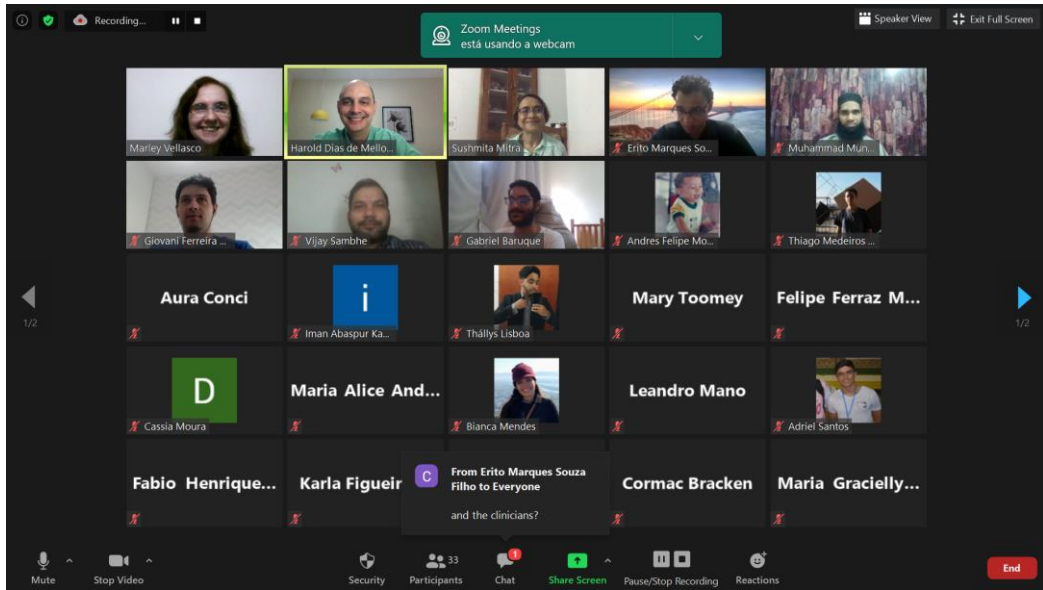 Recording...
Zoom Meetings
está usando a webcam
Speaker View
Exit Full Screen
Marley Vellasco
Harold Dias de Mello...
Sushmita Mitra
Erito Marques So...
Muhammad Mun...
Giovani Ferreira ...
Vijay Sambhe
Gabriel Baruque
Andres Felipe Mo...
Thiago Medeiros ...
Aura Conci
i
Iman Abaspur Ka...
Thállys Lisboa
Mary Toomey
Felipe Ferraz M...
1/2
1/2
D
Cassia Moura
Maria Alice And...
Bianca Mendes
Leandro Mano
Adriel Santos
Fabio Henrique...
Karla Figueir
C
From Erito Marques Souza
Filho to Everyone
and the clinicians?
Cormac Bracken
Maria Gracielly...
Mute
Stop Video
Security
33
Participants
1
Chat
Share Screen
Pause/Stop Recording
Reactions
End